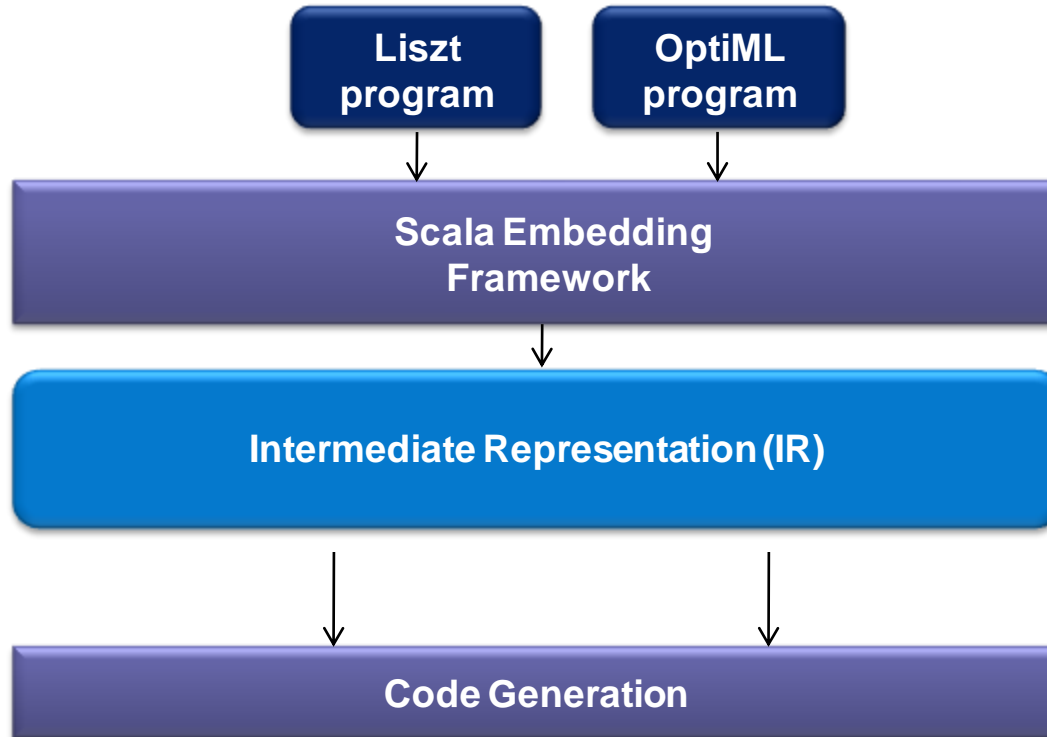 Liszt
program
OptiML
program
Scala Embedding
Framework
Intermediate Representation (IR)
Code Generation